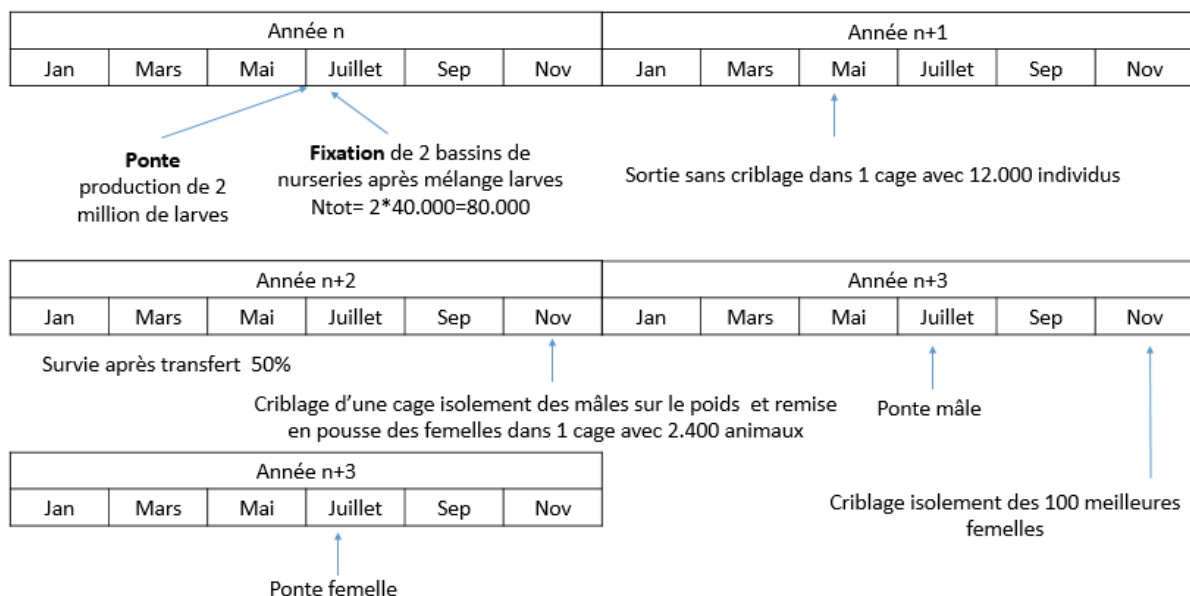 Année n
Année n+1
Jan Mars Mai Juillet Sep Nov Jan Mars Mai Juillet Sep Nov
Ponte
production de 2
million de larves
Fixation de 2 bassins de
nurseries après mélange larves
Ntot= 2*40.000=80.000
Sortie sans criblage dans 1 cage avec 12.000 individus
Année n+2
Année n+3
Jan Mars Mai Juillet Sep Nov Jan Mars Mai Juillet Sep Nov
Survie après transfert 50%
Criblage d'une cage isolement des mâles sur le poids et remise
en pousse des femelles dans 1 cage avec 2.400 animaux
Ponte mâle
Criblage isolement des 100 meilleures
femelles
Année n+3
Jan Mars Mai Juillet Sep Nov
Ponte femelle